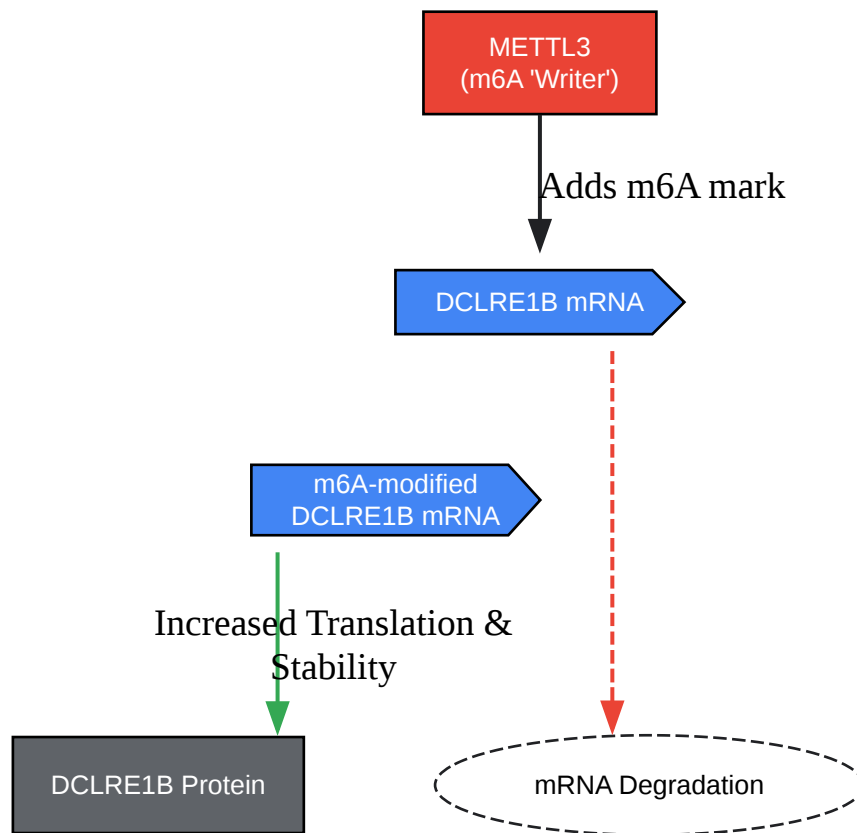 METTL3
(m6A 'Writer')
Adds m6A mark
DCLRE1B mRNA
m6A-modified
DCLRE1B mRNA
Increased Translation &
Stability
DCLRE1B Protein
mRNA Degradation